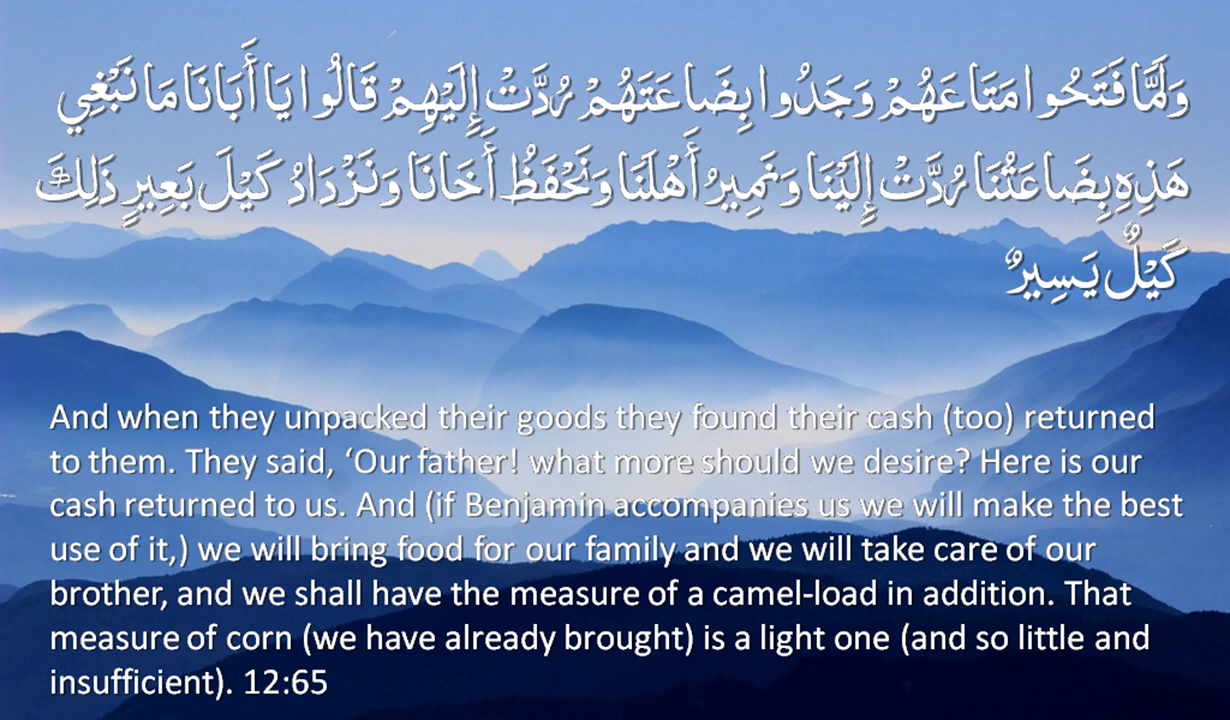 وَلَمَّا فَتَحُوا مَتَاعَهُمْ وَجَدُوا بِضَاعَتَهُمْ رُدَّتْ إِلَيْهِمْ قَالُوا يَا أَبَانَا مَا نَبْغِي
هَذِهِ بِضَاعَتُنَا رُدَّتْ إِلَيْنَا وَنَمِيرُ أَهْلَنَا وَنَحْفَظُ أَخَانَا وَنَزْدَادُ كَيْلَ بَعِيرٍ ذَلِكَ
كَيْلٌ يَسِيرٌ
And when they unpacked their goods they found their cash (too) returned
to them. They said, ‘Our father! what more should we desire? Here is our
cash returned to us. And (if Benjamin accompanies us we will make the best
use of it,) we will bring food for our family and we will take care of our
brother, and we shall have the measure of a camel-load in addition. That
measure of corn (we have already brought) is a light one (and so little and
insufficient). 12:65